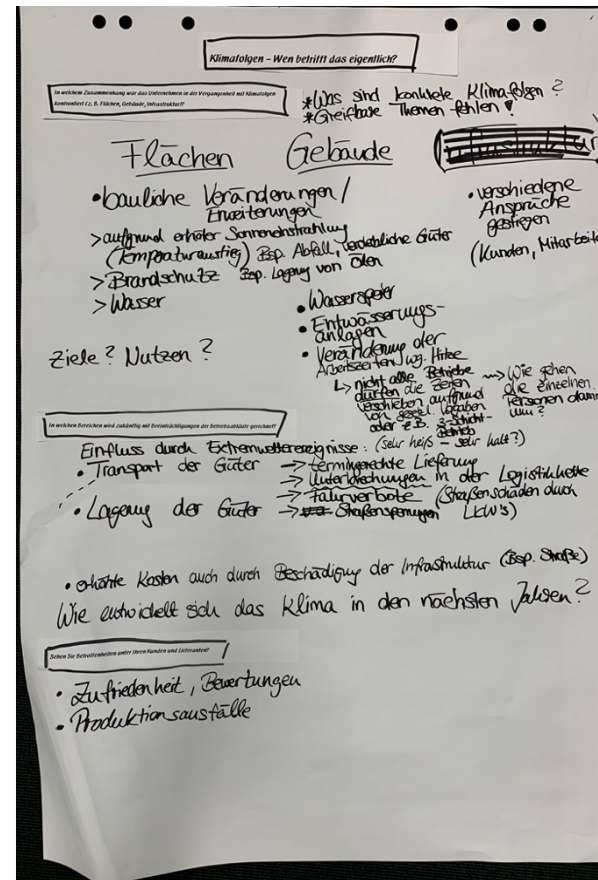 Klimafolgen – Wen betrifft das eigentlich?
In welchem Zusammenhang war das Unternehmen in der Vergangenheit mit Klimafolgen
konfrontiert (z. B. Flächen, Gebäude, Infrastruktur)?
*Was sind konkrete Klimafolgen?
*Greifbare Themen fehlen!
Flächen
Gebäude
• bauliche Veränderungen /
Erweiterungen
> aufgrund erhöter Sonneneinstrahlung
(Temperaturanstieg) Bsp. Abfall, verderbliche Güter
> Brandschutz Bsp. Lagerung von Ölen
> Wasser
• verschiedene
Ansprüche
gestiegen
(Kunden, Mitarbeite
• Wasserspeier
• Entwässerungs-
anlagen
• Veränderung der
Arbeitszeiten wg. Hitze
↳ nicht alle Betriebe
dürfen die Zeiten
verschieben aufgrund
von gesetzl. Vorgaben
oder z.B. 3-Schicht-
Betrieb
Wie gehen
die einzelnen
Personen dami
um?
Ziele? Nutzen?
In welchen Bereichen wird zukünftig mit Beeinträchtigungen der Betriebsabläufe gerechnet?
Einfluss durch Extremwetterereignisse: (sehr heiß – sehr kalt?)
• Transport der Güter → termingerechte Lieferung
→ Unterbrechungen in der Logistikkette
→ Fahrverbote (Straßenschäden durch
LKW's)
• Lagerung der Güter → Straßensperrungen
• erhöhte Kosten auch durch Beschädigung der Infrastruktur (Bsp. Straße)
Wie entwickelt sich das Klima in den nächsten Jahren?
Sehen Sie Betroffenheiten unter Ihren Kunden und Lieferanten?
• Zufriedenheit, Bewertungen
• Produktionsausfälle